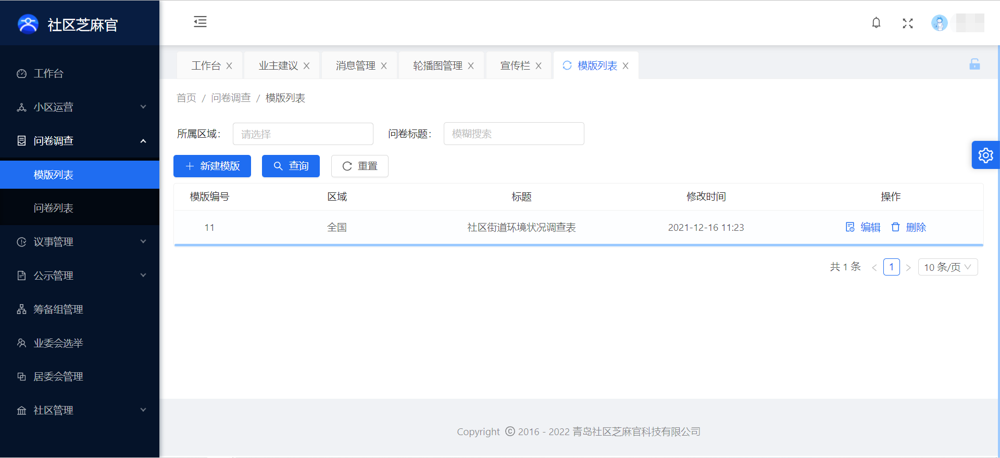 社区芝麻官
工作台
小区运营
问卷调查
模版列表
问卷列表
议事管理
公示管理
筹备组管理
业委会选举
居委会管理
社区管理
工作台 X 业主建议 X 消息管理 X 轮播图管理 X 宣传栏 X 模版列表 X
首页 / 问卷调查 / 模版列表
所属区域: 请选择 问卷标题: 模糊搜索
新建模版 查询 重置
模版编号 区域 标题 修改时间 操作
11 全国 社区街道环境状况调查表 2021-12-16 11:23 编辑 删除
共 1 条 < 1 > 10 条/页
Copyright © 2016 - 2022 青岛社区芝麻官科技有限公司